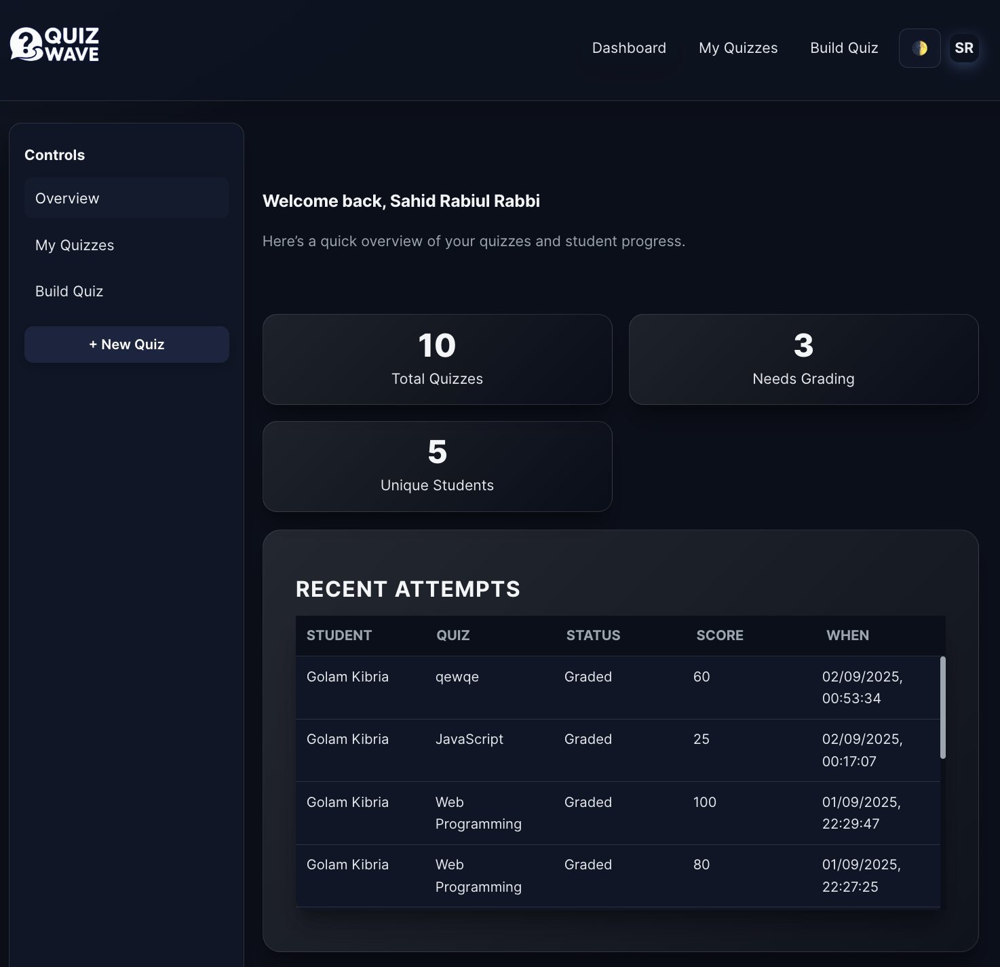 QUIZ
WAVE
Dashboard
My Quizzes
Build Quiz
SR
Controls
Overview
My Quizzes
Build Quiz
+ New Quiz
Welcome back, Sahid Rabiul Rabbi
Here’s a quick overview of your quizzes and student progress.
10
Total Quizzes
3
Needs Grading
5
Unique Students
RECENT ATTEMPTS
STUDENT QUIZ STATUS SCORE WHEN
Golam Kibria qewqe Graded 60 02/09/2025,
00:53:34
Golam Kibria JavaScript Graded 25 02/09/2025,
00:17:07
Golam Kibria Web Graded 100 01/09/2025,
Programming 22:29:47
Golam Kibria Web Graded 80 01/09/2025,
Programming 22:27:25